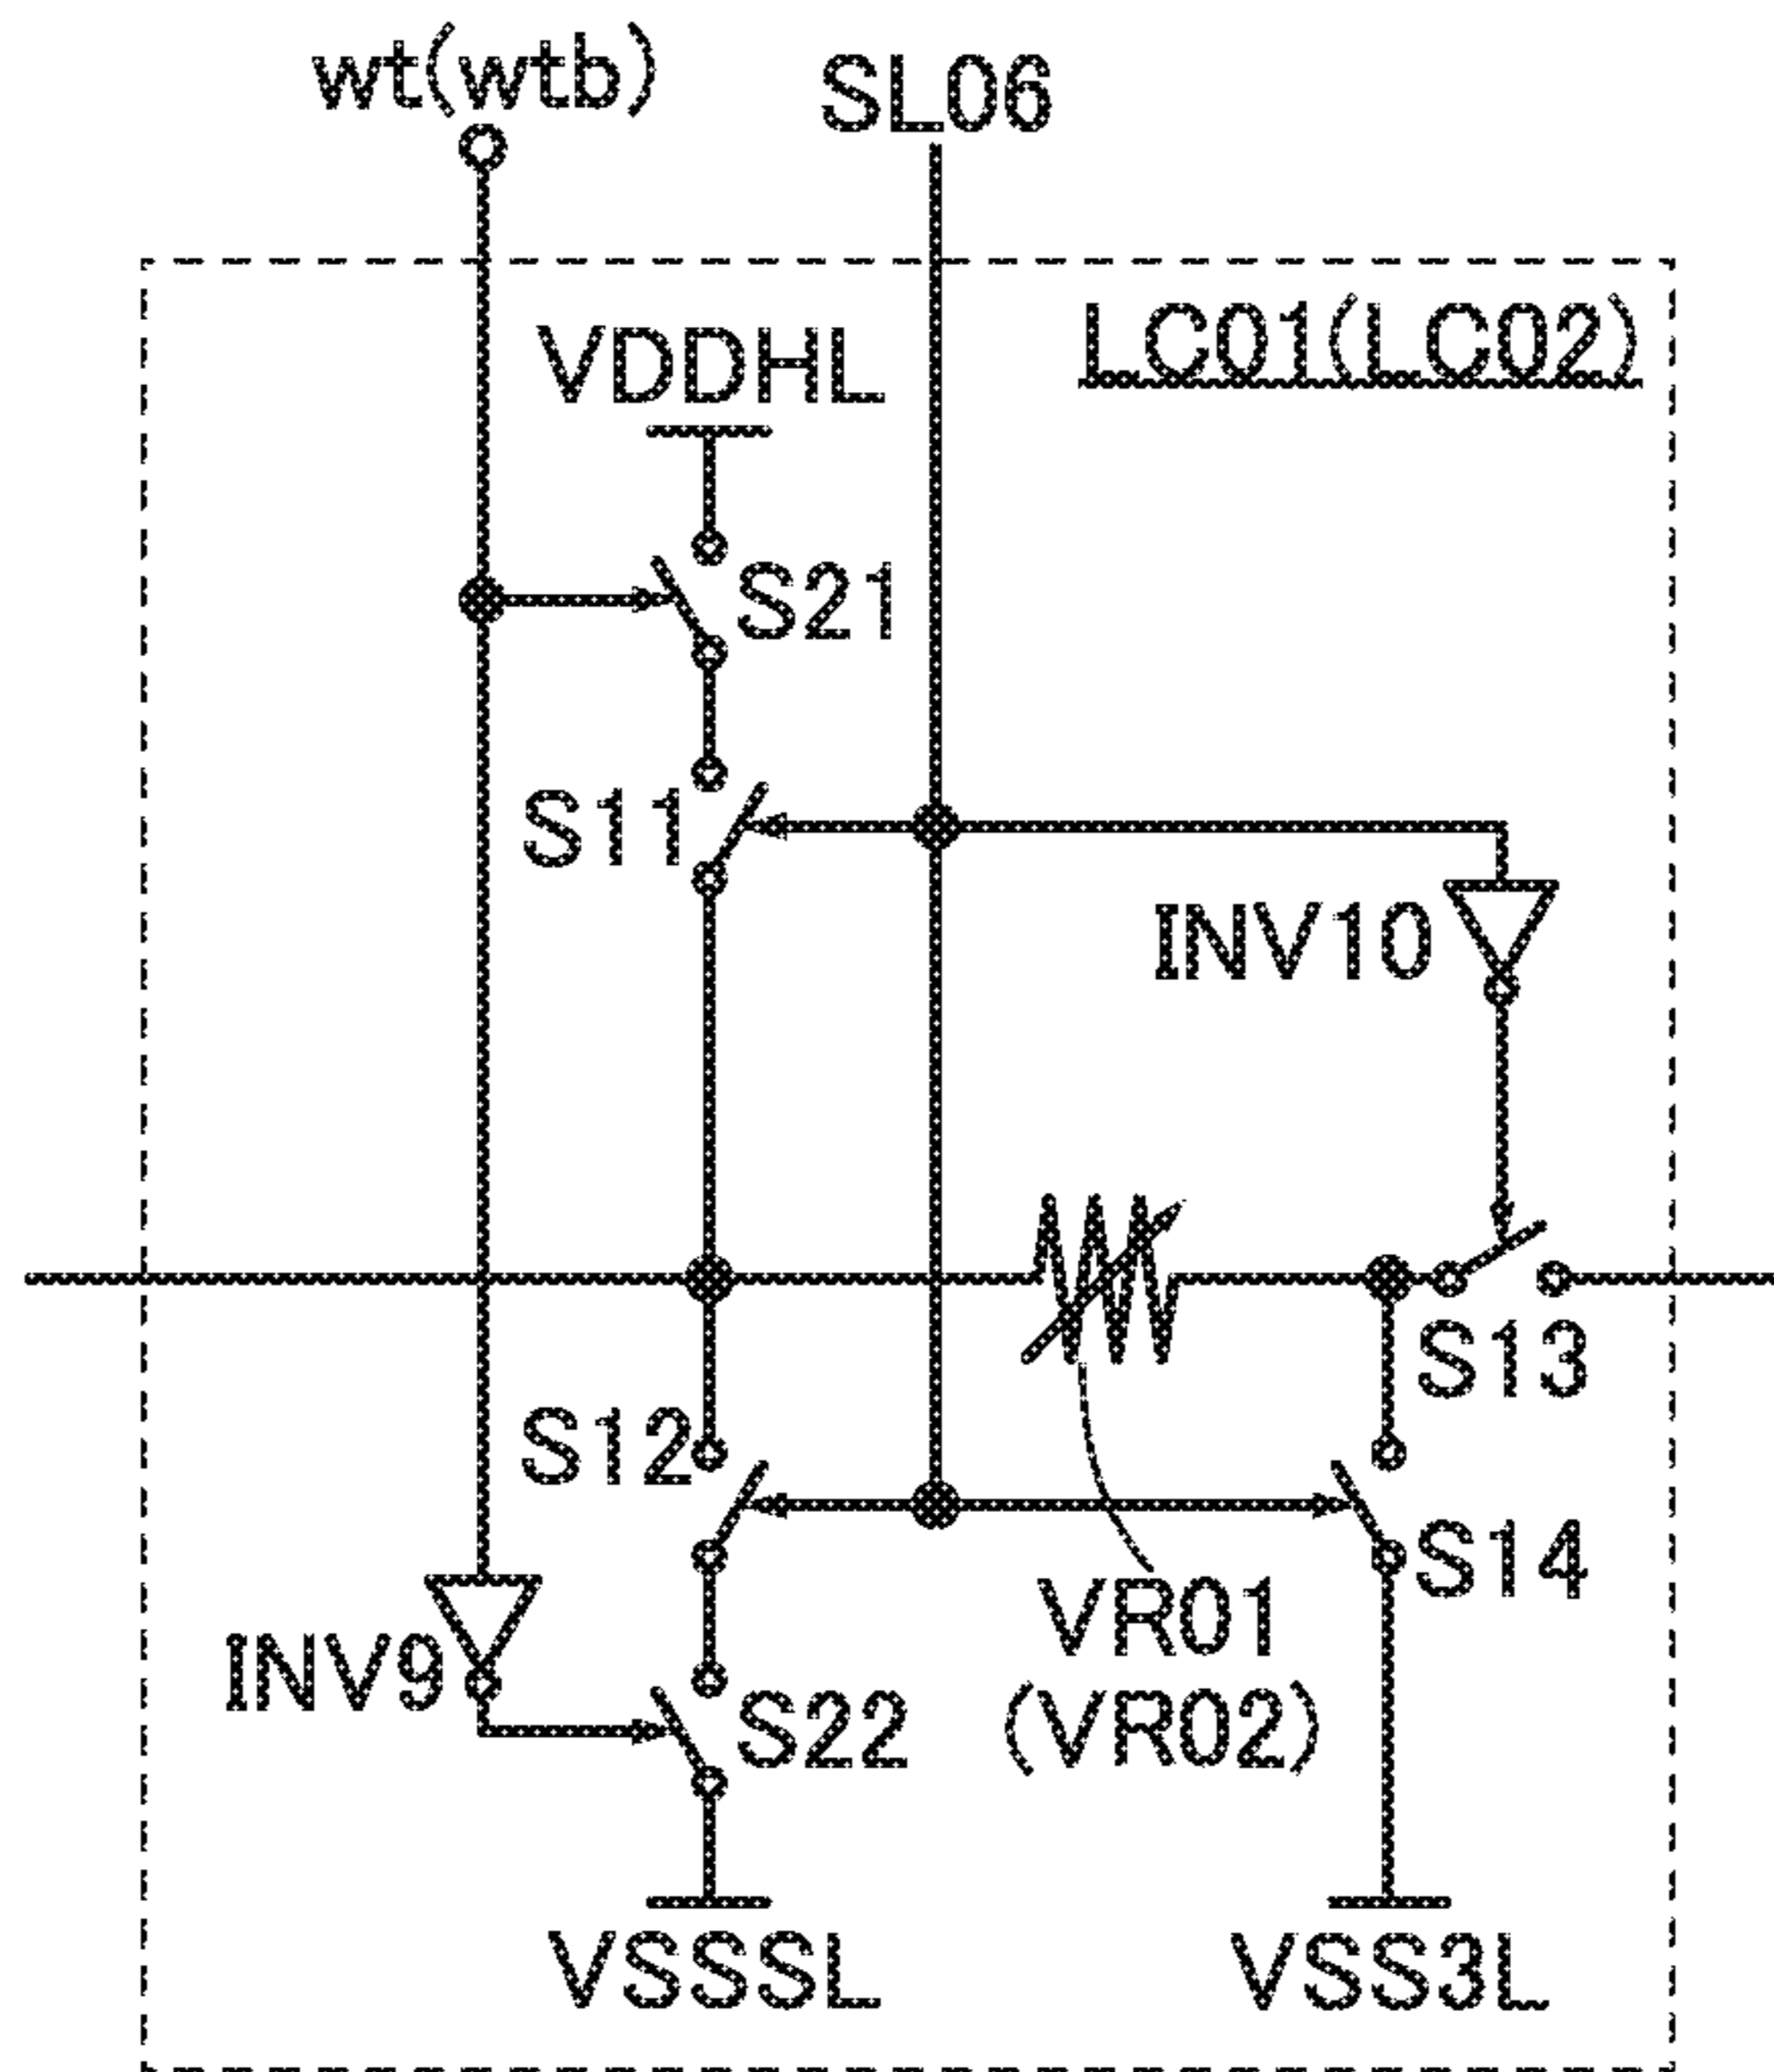 wt(wtb)
SL06
LC01(LC02)
VDDHL
S21
S11
INV10
S13
S12
S14
VR01
(VR02)
INV9
S22
VSSSL
VSS3L